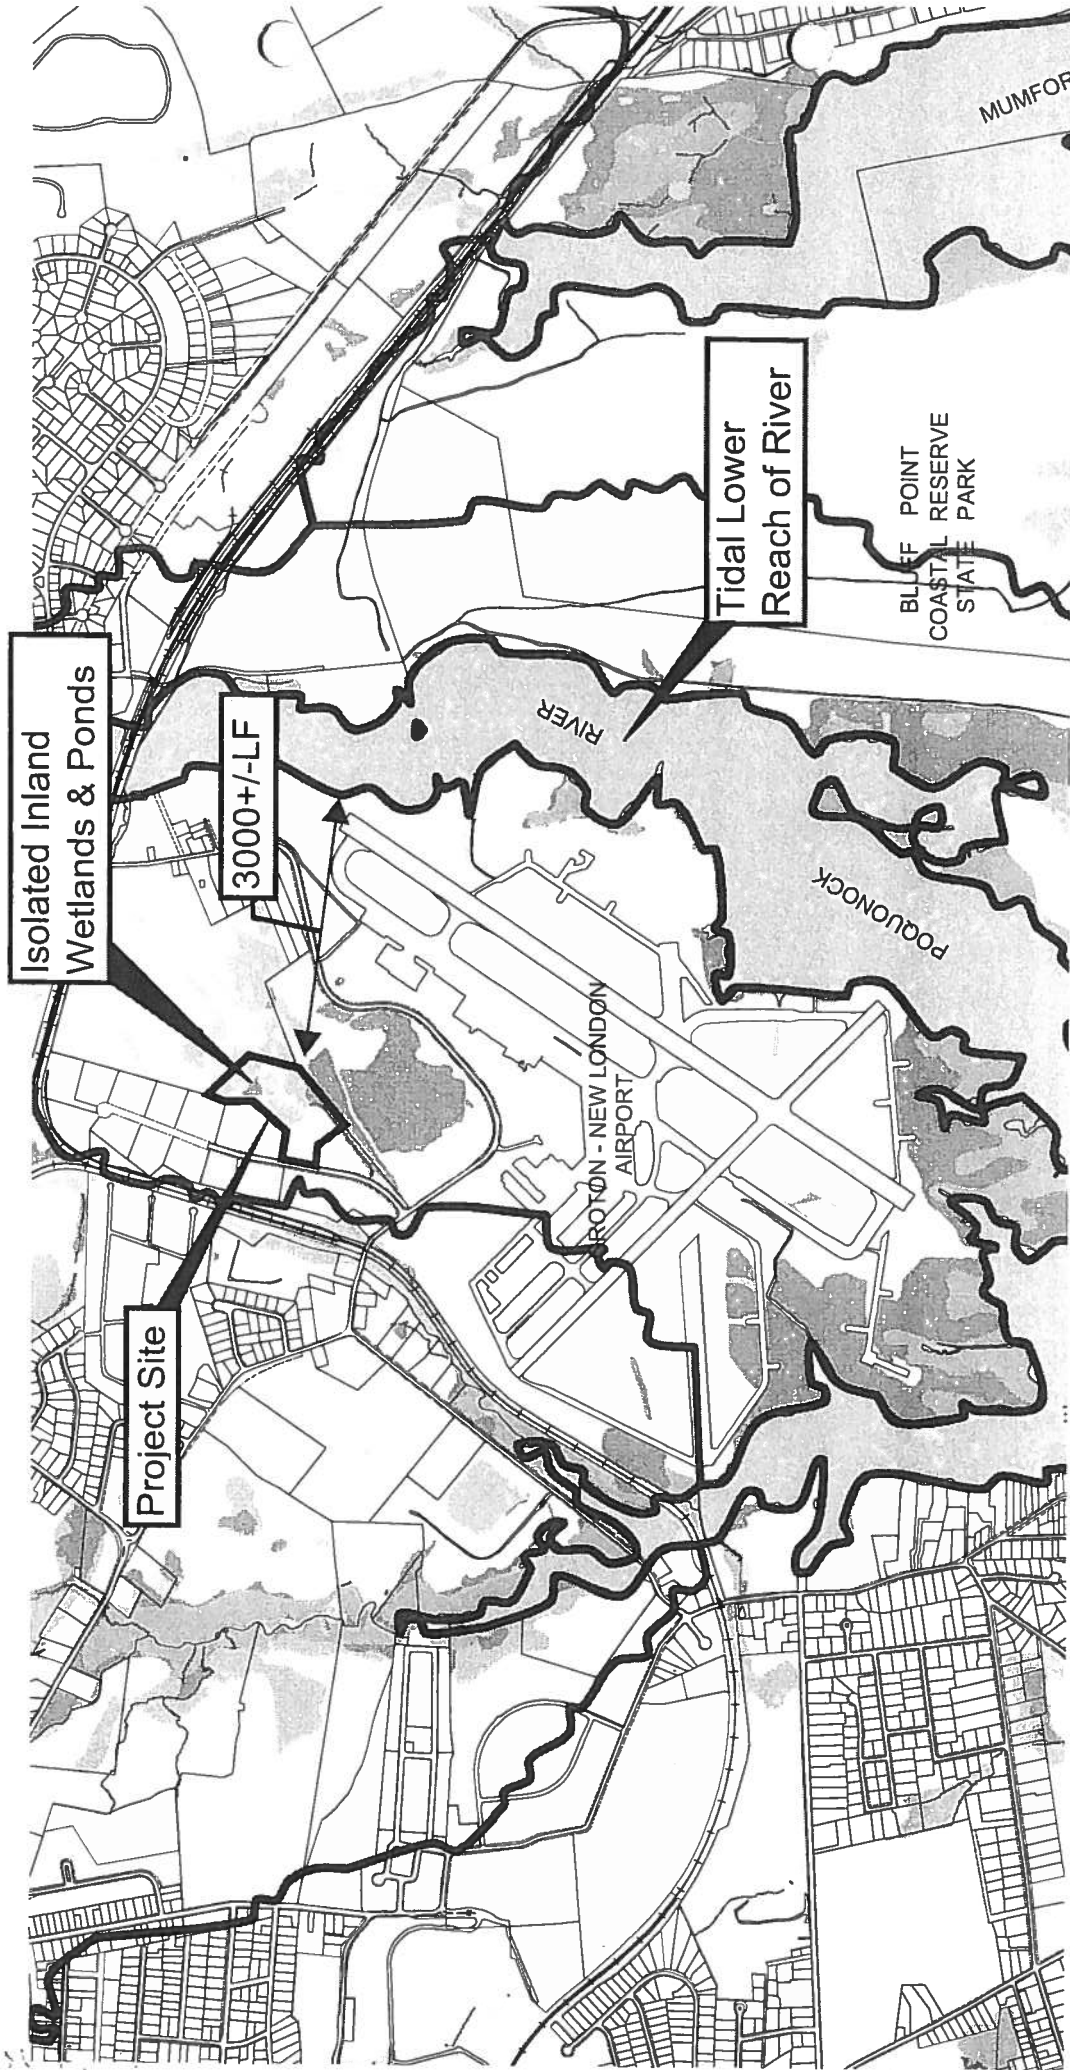 Isolated Inland
Wetlands & Ponds
3000+/-LF
Project Site
Tidal Lower
Reach of River
RIVER
POQUONOCK
ROTON - NEW LONDON
AIRPORT
BLUFF POINT
COASTAL RESERVE
STATE PARK
MUMFOR